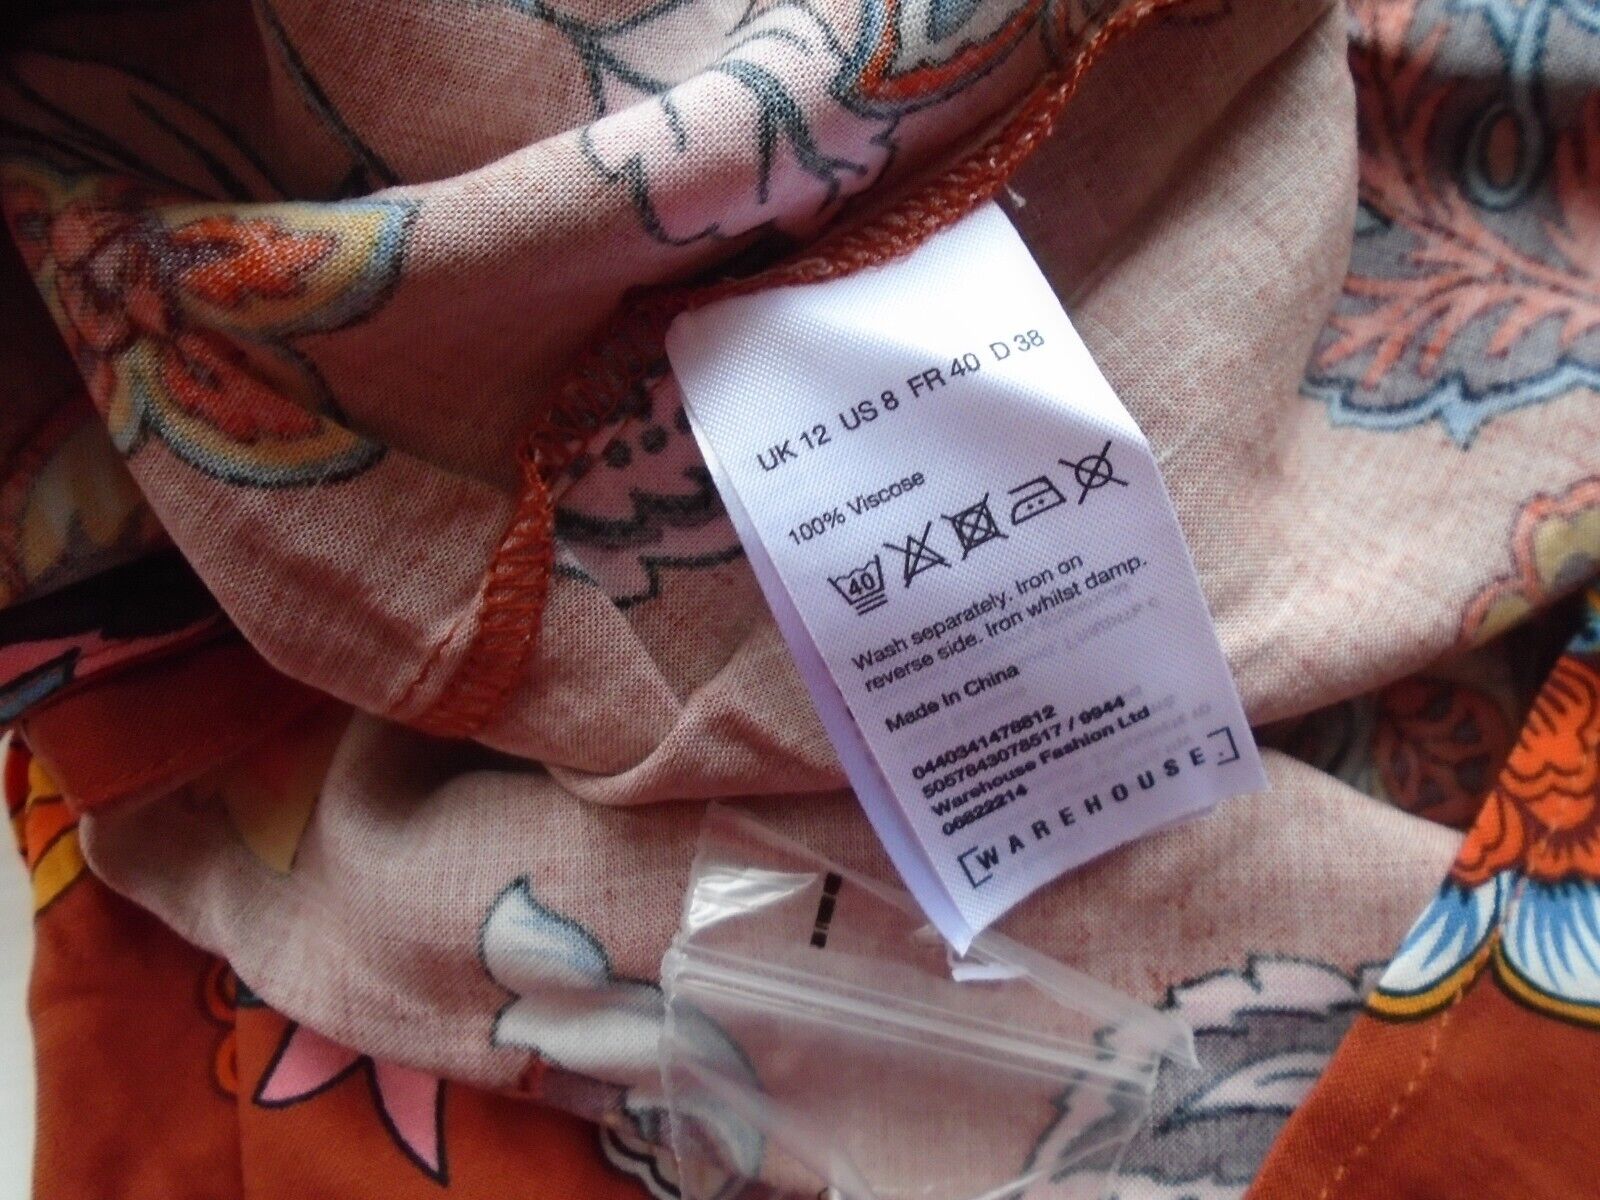 UK 12 US 8 FR 40 D 38
100% Viscose
40
Wash separately. Iron on
reverse side. Iron whilst damp.
Made In China
0440341478812
5057843078517 / 9944
Warehouse Fashion Ltd
06822214
WAREHOUSE.